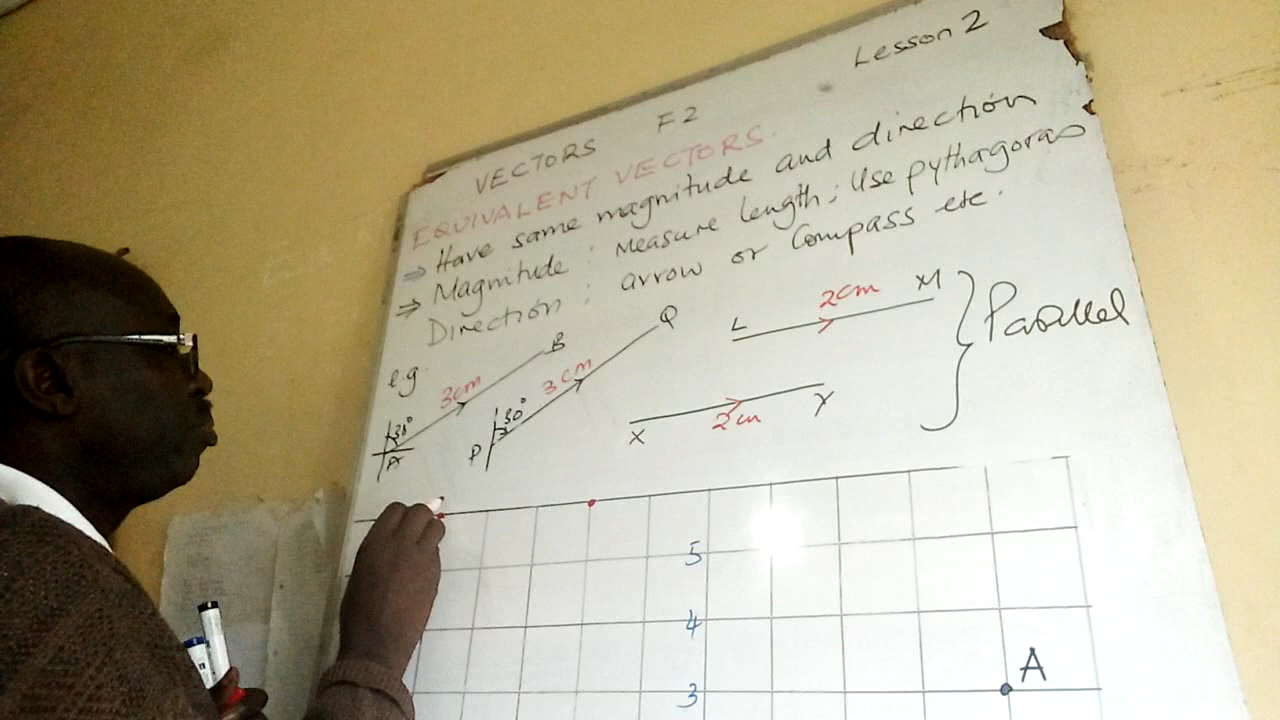 Lesson 2
VECTORS F2
EQUIVALENT VECTORS.
⇒ Have same magnitude and direction
⇒ Magnitude : Measure length; Use pythagoras
Direction : arrow or Compass etc.
e.g.
30° A 3cm B
P 30° 3cm Q
L 2cm M
X 2cm Y
} Parallel
5
4
3
A